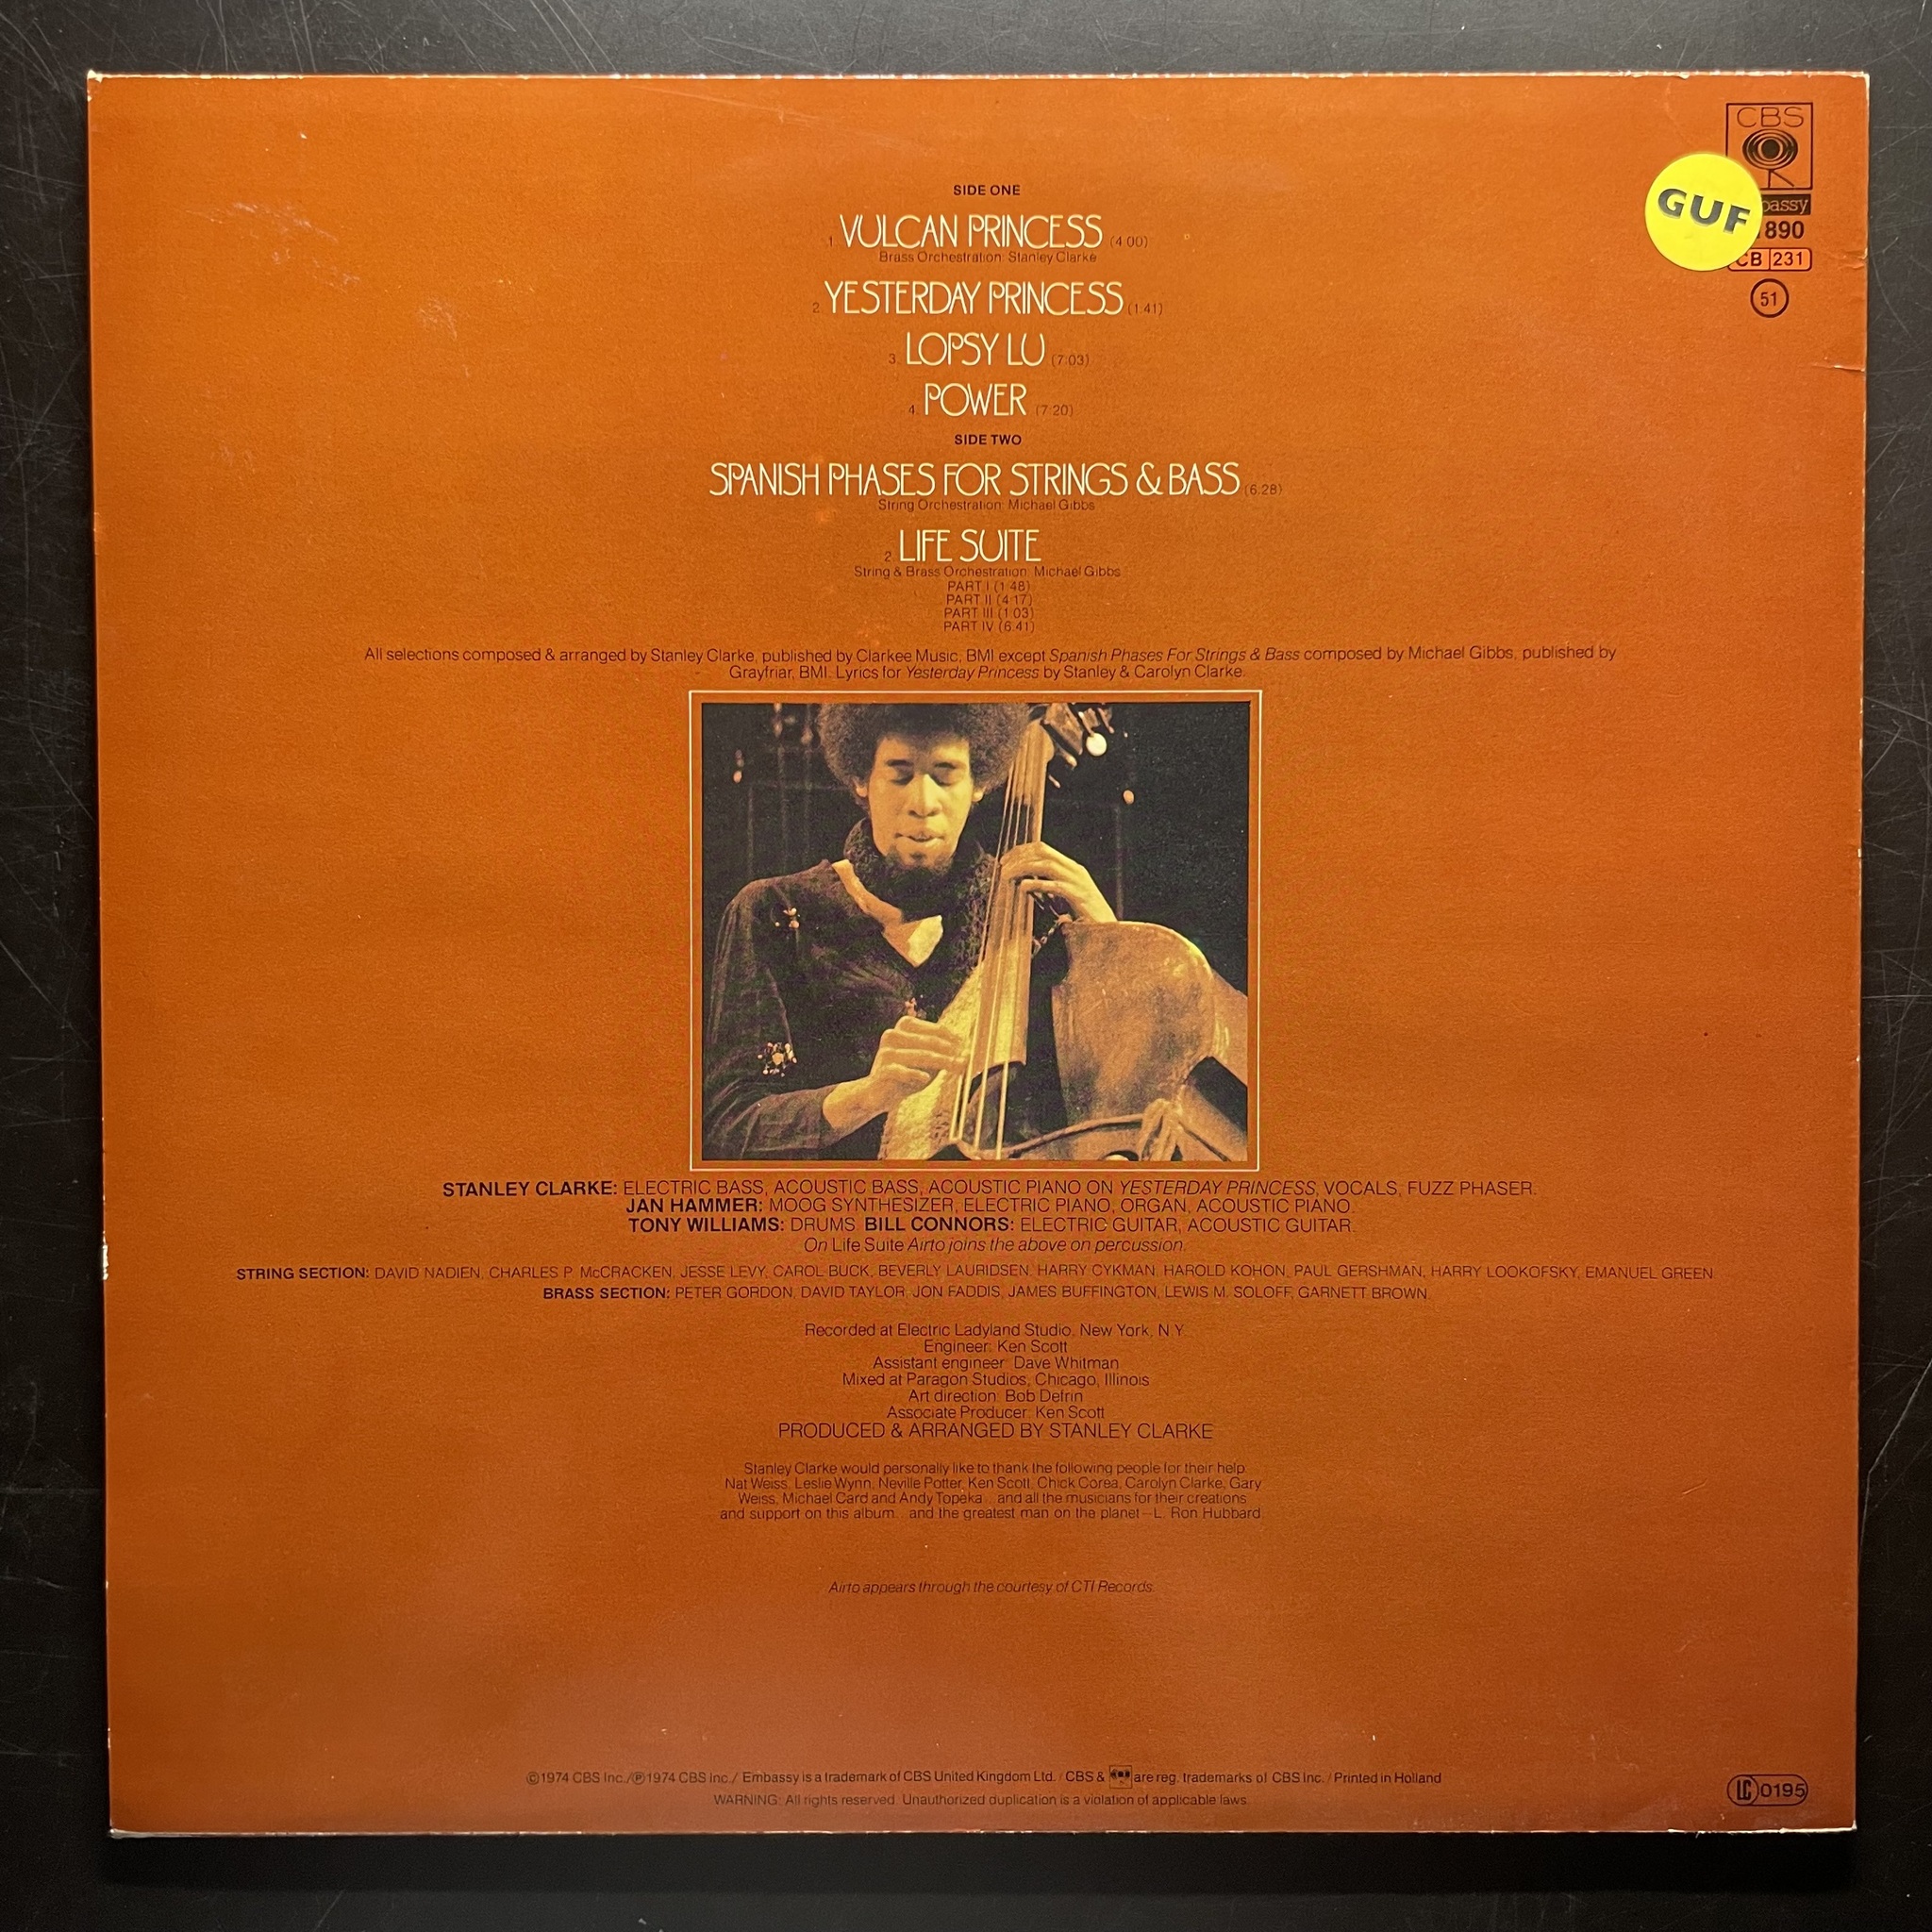 CBS
GUF
bassy
890
CB 231
51
SIDE ONE
1. VULCAN PRINCESS (4:00)
Brass Orchestration: Stanley Clarke
2. YESTERDAY PRINCESS (1:41)
3. LOPSY LU (7:03)
4. POWER (7:20)
SIDE TWO
SPANISH PHASES FOR STRINGS & BASS (6:28)
String Orchestration: Michael Gibbs
2. LIFE SUITE
String & Brass Orchestration: Michael Gibbs
PART I (1:48)
PART II (4:17)
PART III (1:03)
PART IV (6:41)
All selections composed & arranged by Stanley Clarke, published by Clarkee Music, BMI except Spanish Phases For Strings & Bass composed by Michael Gibbs, published by
Grayfriar, BMI. Lyrics for Yesterday Princess by Stanley & Carolyn Clarke.
STANLEY CLARKE: ELECTRIC BASS, ACOUSTIC BASS, ACOUSTIC PIANO ON YESTERDAY PRINCESS, VOCALS, FUZZ PHASER.
JAN HAMMER: MOOG SYNTHESIZER, ELECTRIC PIANO, ORGAN, ACOUSTIC PIANO.
TONY WILLIAMS: DRUMS. BILL CONNORS: ELECTRIC GUITAR, ACOUSTIC GUITAR.
On Life Suite Airto joins the above on percussion.
STRING SECTION: DAVID NADIEN, CHARLES P. McCRACKEN, JESSE LEVY, CAROL BUCK, BEVERLY LAURIDSEN, HARRY CYKMAN, HAROLD KOHON, PAUL GERSHMAN, HARRY LOOKOFSKY, EMANUEL GREEN.
BRASS SECTION: PETER GORDON, DAVID TAYLOR, JON FADDIS, JAMES BUFFINGTON, LEWIS M. SOLOFF, GARNETT BROWN.
Recorded at Electric Ladyland Studio, New York, N.Y.
Engineer: Ken Scott
Assistant engineer: Dave Whitman
Mixed at Paragon Studios, Chicago, Illinois
Art direction: Bob Defrin
Associate Producer: Ken Scott
PRODUCED & ARRANGED BY STANLEY CLARKE
Stanley Clarke would personally like to thank the following people for their help:
Nat Weiss, Leslie Wynn, Neville Potter, Ken Scott, Chick Corea, Carolyn Clarke, Gary
Weiss, Michael Card and Andy Topeka...and all the musicians for their creations
and support on this album...and the greatest man on the planet—L. Ron Hubbard.
Airto appears through the courtesy of CTI Records.
©1974 CBS Inc./℗1974 CBS Inc./ Embassy is a trademark of CBS United Kingdom Ltd. / CBS & are reg. trademarks of CBS Inc. / Printed in Holland
WARNING: All rights reserved. Unauthorized duplication is a violation of applicable laws.
LC 0195